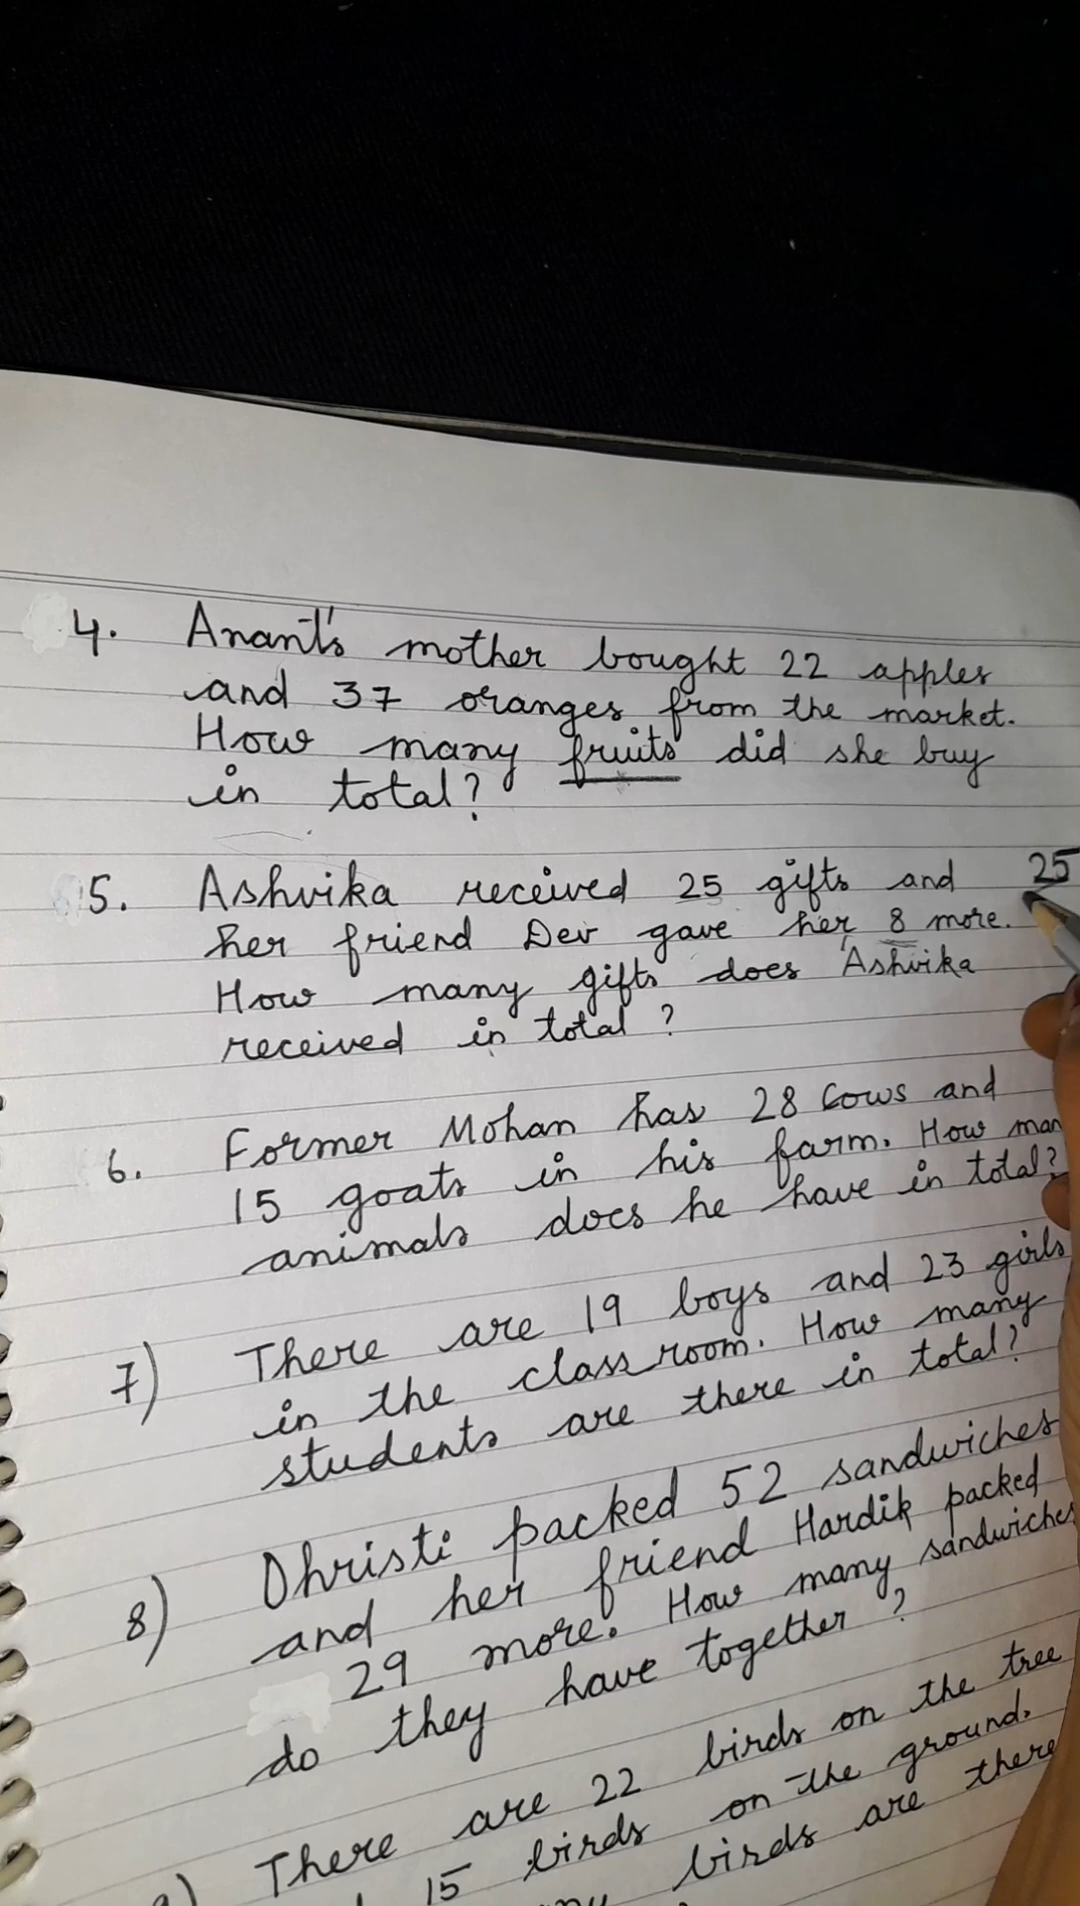 4. Anant's mother bought 22 apples
and 37 oranges from the market.
How many fruits did she buy
in total?
5. Ashvika received 25 gifts and 25
her friend Dev gave her 8 more.
How many gifts does Ashvika
received in total?
6. Former Mohan has 28 Cows and
15 goats in his farm. How man
animals does he have in total?
7) There are 19 boys and 23 girls
in the class room. How many
students are there in total?
8) Dhristi packed 52 sandwiches
and her friend Hardik packed
29 more. How many sandwiches
do they have together?
There are 22 birds on the tree
15 birds on the ground.
birds are there